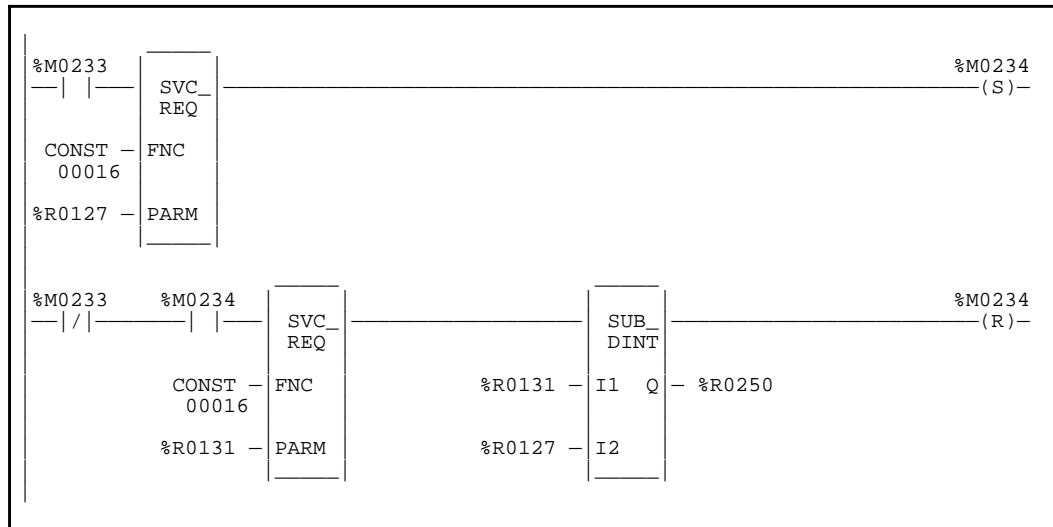 %M0233 %M0234
SVC_ (S)
REQ
CONST FNC
00016
%R0127 PARM
%M0233 %M0234 %M0234
SVC_ SUB_ (R)
REQ DINT
CONST FNC %R0131 I1 Q %R0250
00016
%R0131 PARM %R0127 I2